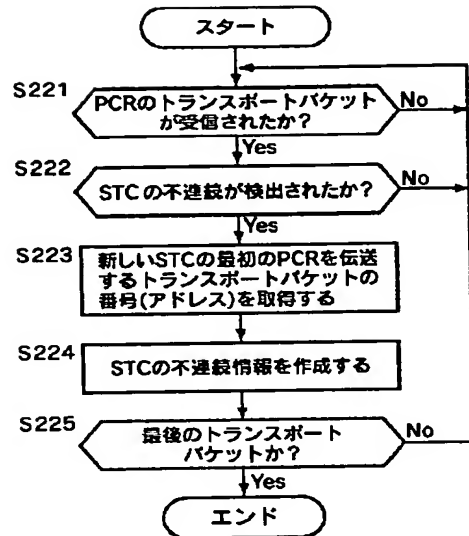 スタート
S221
PCRのトランスポートパケット
が受信されたか?
No
Yes
S222
STCの不連続が検出されたか?
No
Yes
S223
新しいSTCの最初のPCRを伝送
するトランスポートパケットの
番号(アドレス)を取得する
S224
STCの不連続情報を作成する
S225
最後のトランスポート
パケットか?
No
Yes
エンド